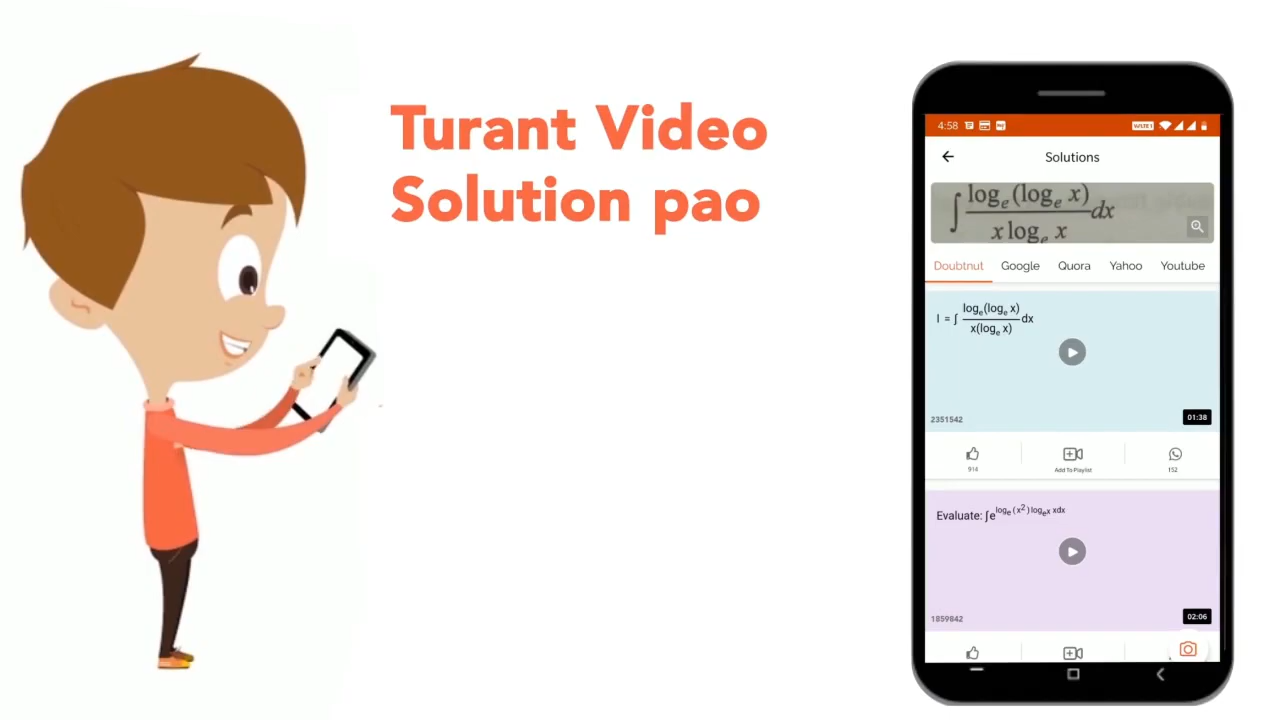 Turant Video
Solution pao
4:58
Solutions
∫ logₑ(logₑ x) / x logₑ x dx
Doubtnut Google Quora Yahoo Youtube
I = ∫ logₑ(logₑ x) / x(logₑ x) dx
2351542 01:38
914 Add To Playlist 152
Evaluate: ∫e^logₑ(x²)logₑx xdx
1859842 02:06